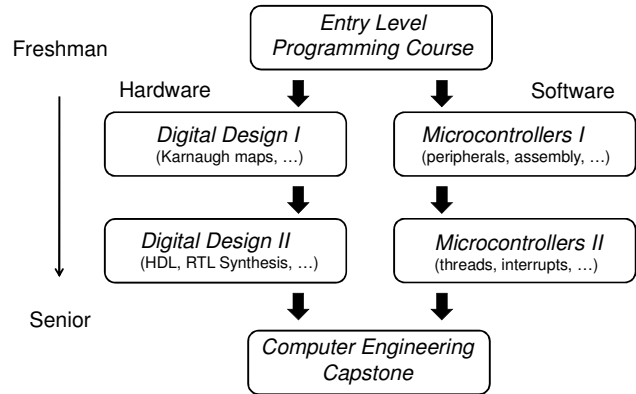 Freshman
Entry Level
Programming Course
Hardware
Software
Digital Design I
(Karnaugh maps, …)
Microcontrollers I
(peripherals, assembly, …)
Digital Design II
(HDL, RTL Synthesis, …)
Microcontrollers II
(threads, interrupts, …)
Senior
Computer Engineering
Capstone